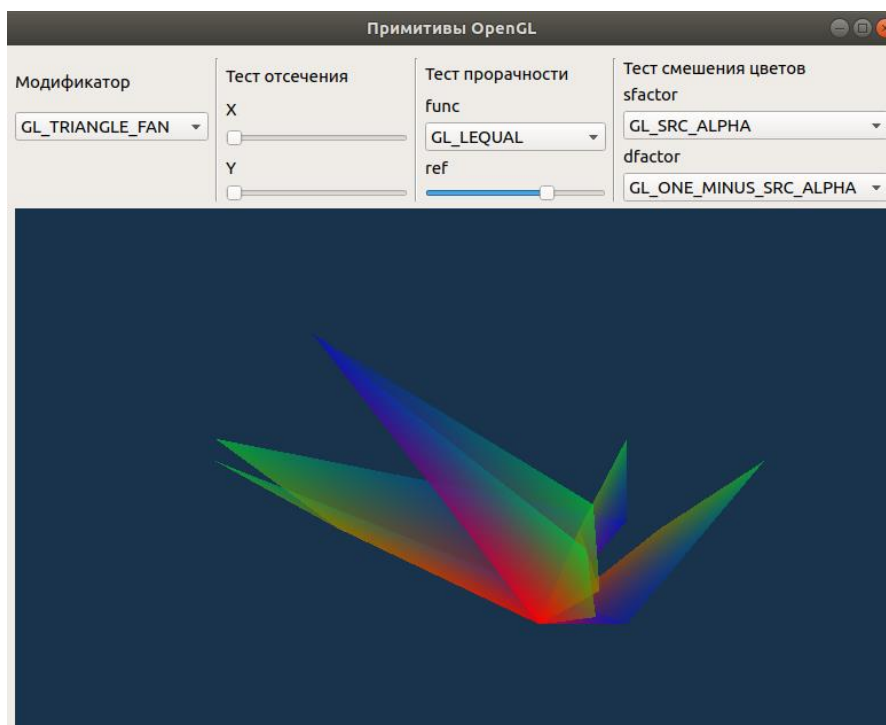 Примитивы OpenGL
Модификатор
GL_TRIANGLE_FAN
Тест отсечения
X
Y
Тест прорачности
func
GL_LEQUAL
ref
Тест смешения цветов
sfactor
GL_SRC_ALPHA
dfactor
GL_ONE_MINUS_SRC_ALPHA